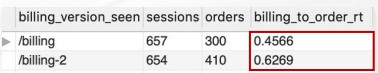 billing_version_seen sessions orders billing_to_order_rt
/billing 657 300 0.4566
/billing-2 654 410 0.6269